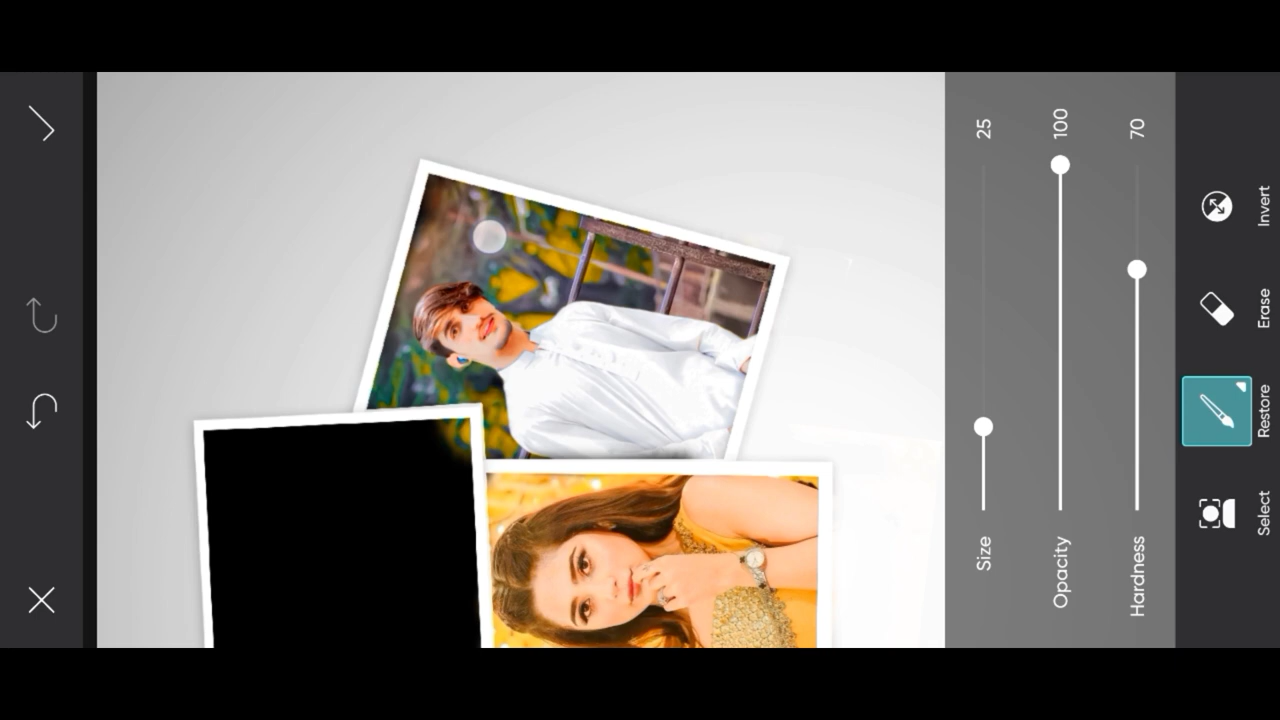 Size 25
Opacity 100
Hardness 70
Select
Restore
Erase
Invert